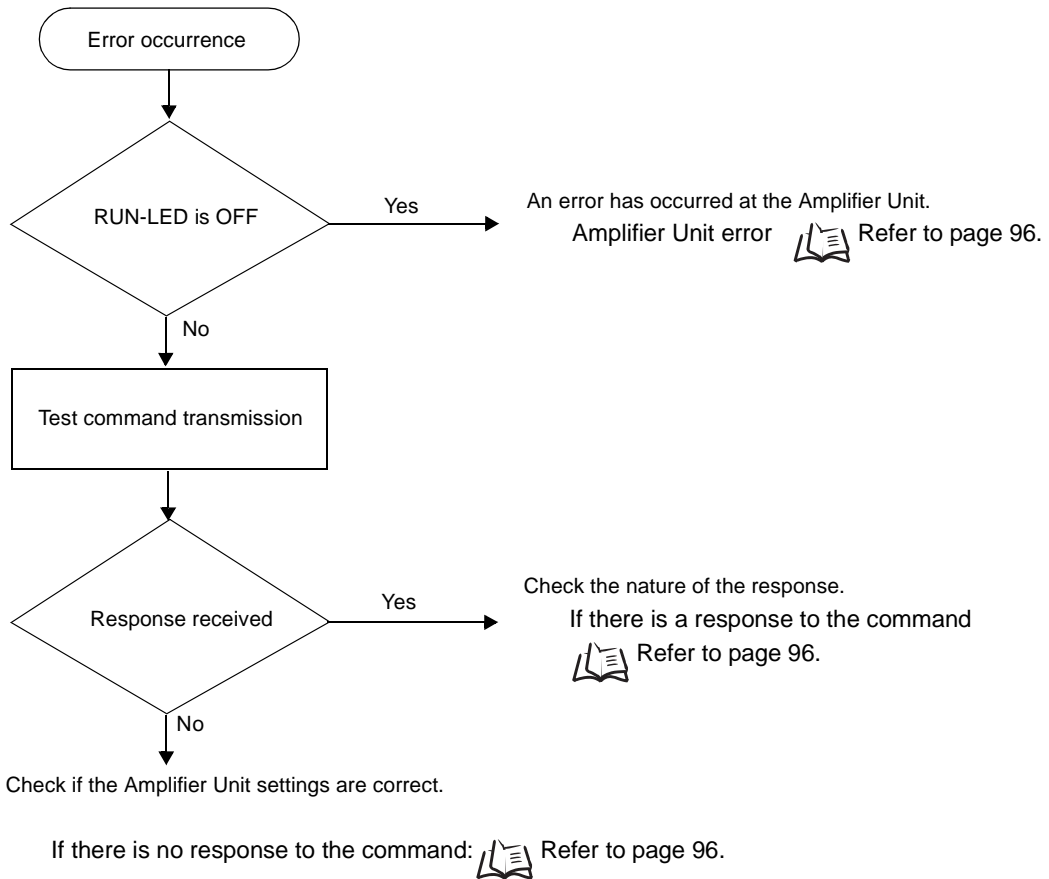 Error occurrence
RUN-LED is OFF
Yes
An error has occurred at the Amplifier Unit.
Amplifier Unit error Refer to page 96.
No
Test command transmission
Response received
Yes
Check the nature of the response.
If there is a response to the command
Refer to page 96.
No
Check if the Amplifier Unit settings are correct.
If there is no response to the command: Refer to page 96.